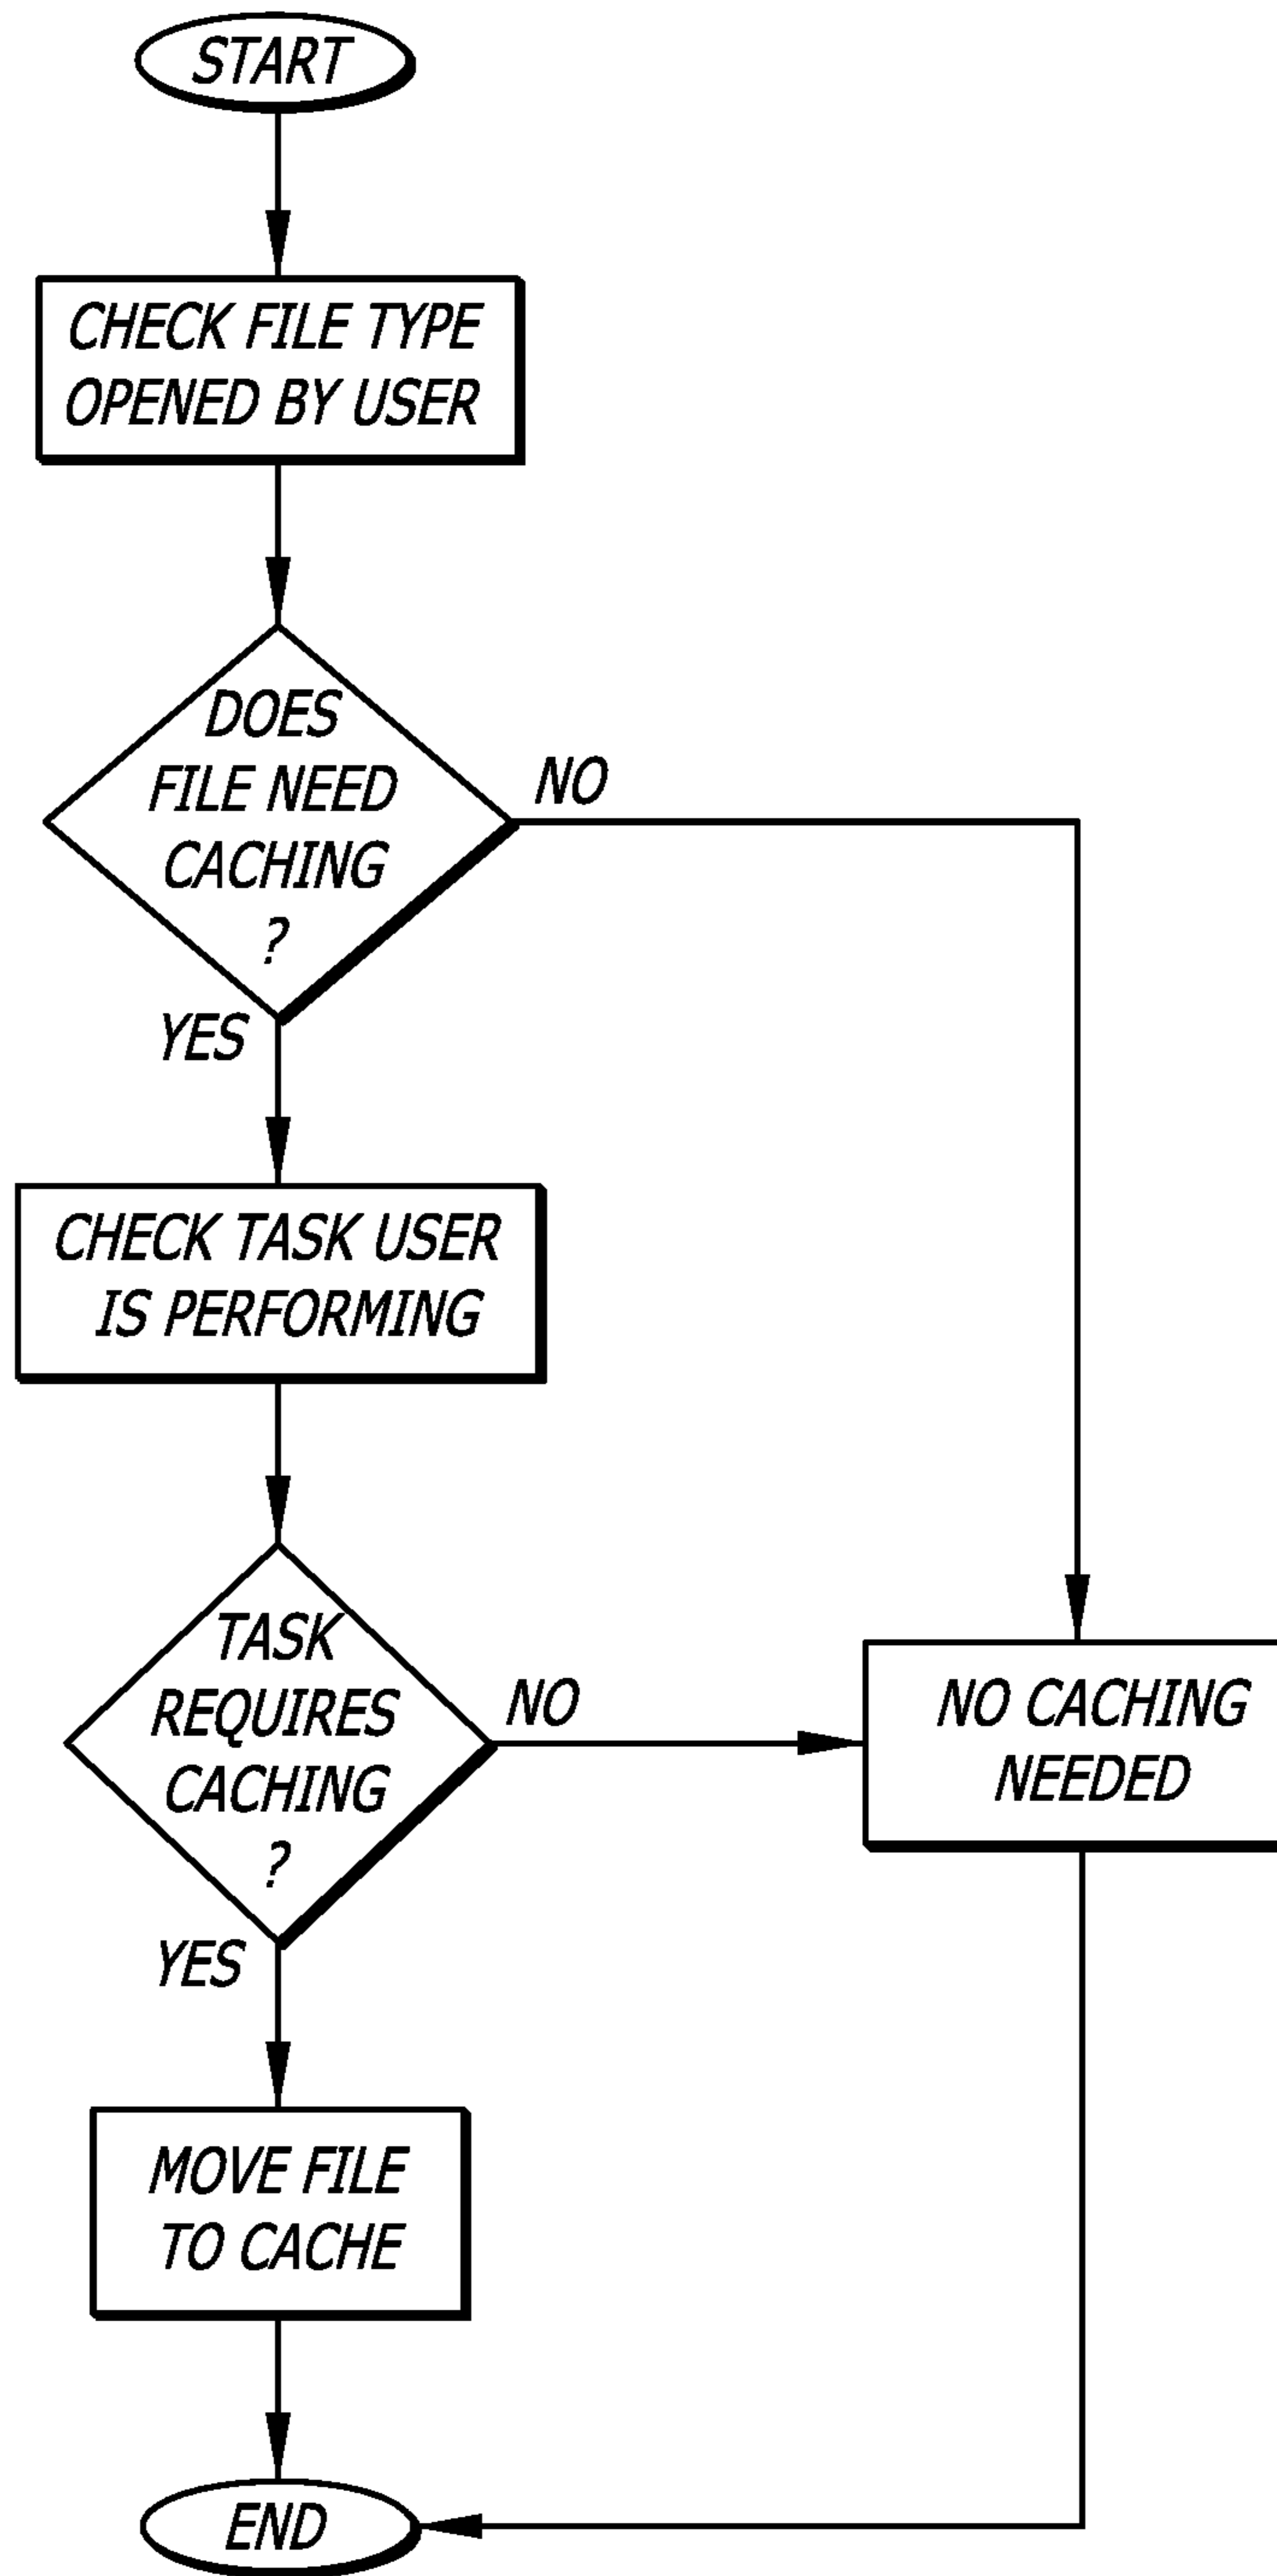 START
CHECK FILE TYPE
OPENED BY USER
DOES
FILE NEED
CACHING
?
NO
YES
CHECK TASK USER
IS PERFORMING
TASK
REQUIRES
CACHING
?
NO
YES
NO CACHING
NEEDED
MOVE FILE
TO CACHE
END